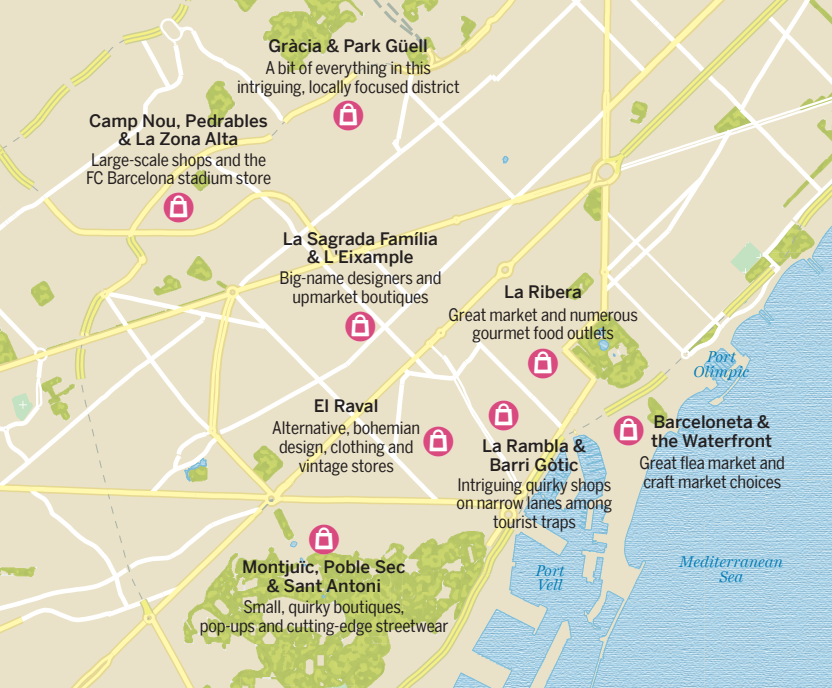 Gràcia & Park Güell
A bit of everything in this
intriguing, locally focused district
Camp Nou, Pedrables
& La Zona Alta
Large-scale shops and the
FC Barcelona stadium store
La Sagrada Família
& L'Eixample
Big-name designers and
upmarket boutiques
La Ribera
Great market and numerous
gourmet food outlets
Port
Olímpic
El Raval
Alternative, bohemian
design, clothing and
vintage stores
La Rambla &
Barri Gòtic
Intriguing quirky shops
on narrow lanes among
tourist traps
Barceloneta &
the Waterfront
Great flea market and
craft market choices
Montjuïc, Poble Sec
& Sant Antoni
Small, quirky boutiques,
pop-ups and cutting-edge streetwear
Port
Vell
Mediterranean
Sea